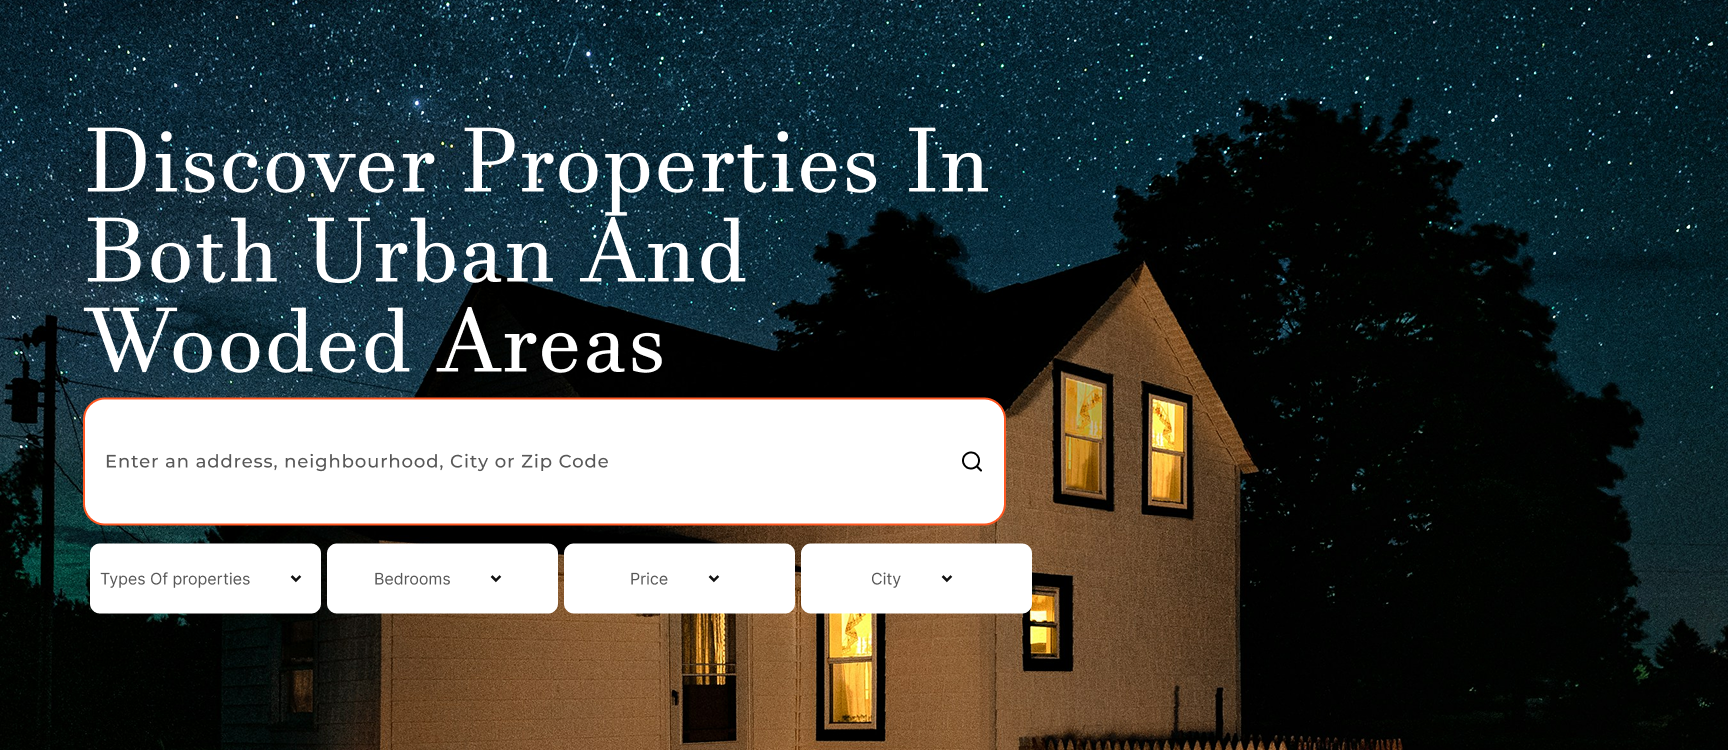 Discover Properties In
Both Urban And
Wooded Areas
Enter an address, neighbourhood, City or Zip Code
Types Of properties
Bedrooms
Price
City